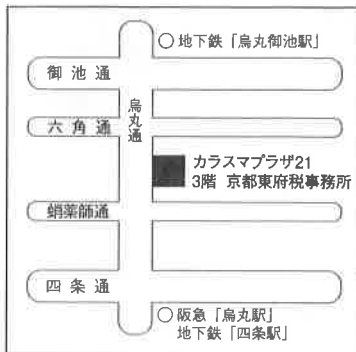 地下鉄「烏丸御池駅」
御池通
烏丸通
六角通
カラスマプラザ21
3階 京都東府税事務所
蛸薬師通
四条通
阪急「烏丸駅」
地下鉄「四条駅」